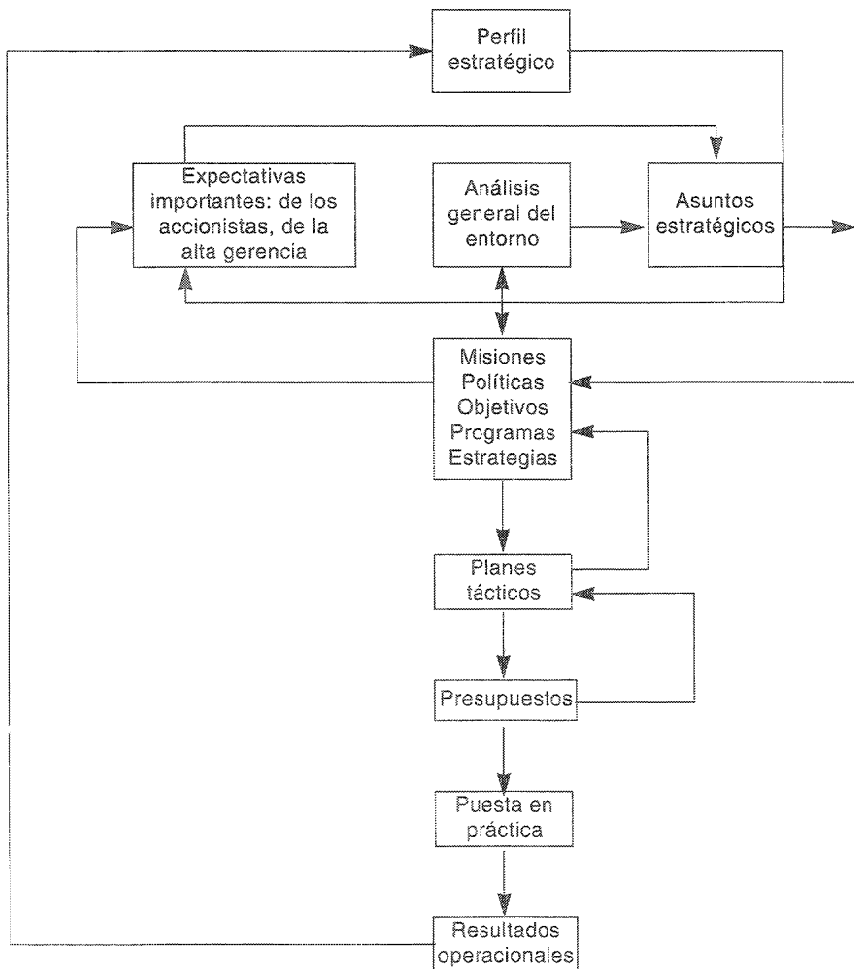 Perfil
estratégico
Expectativas
importantes: de los
accionistas, de la
alta gerencia
Análisis
general del
entorno
Asuntos
estratégicos
Misiones
Políticas
Objetivos
Programas
Estrategias
Planes
tácticos
Presupuestos
Puesta en
práctica
Resultados
operacionales